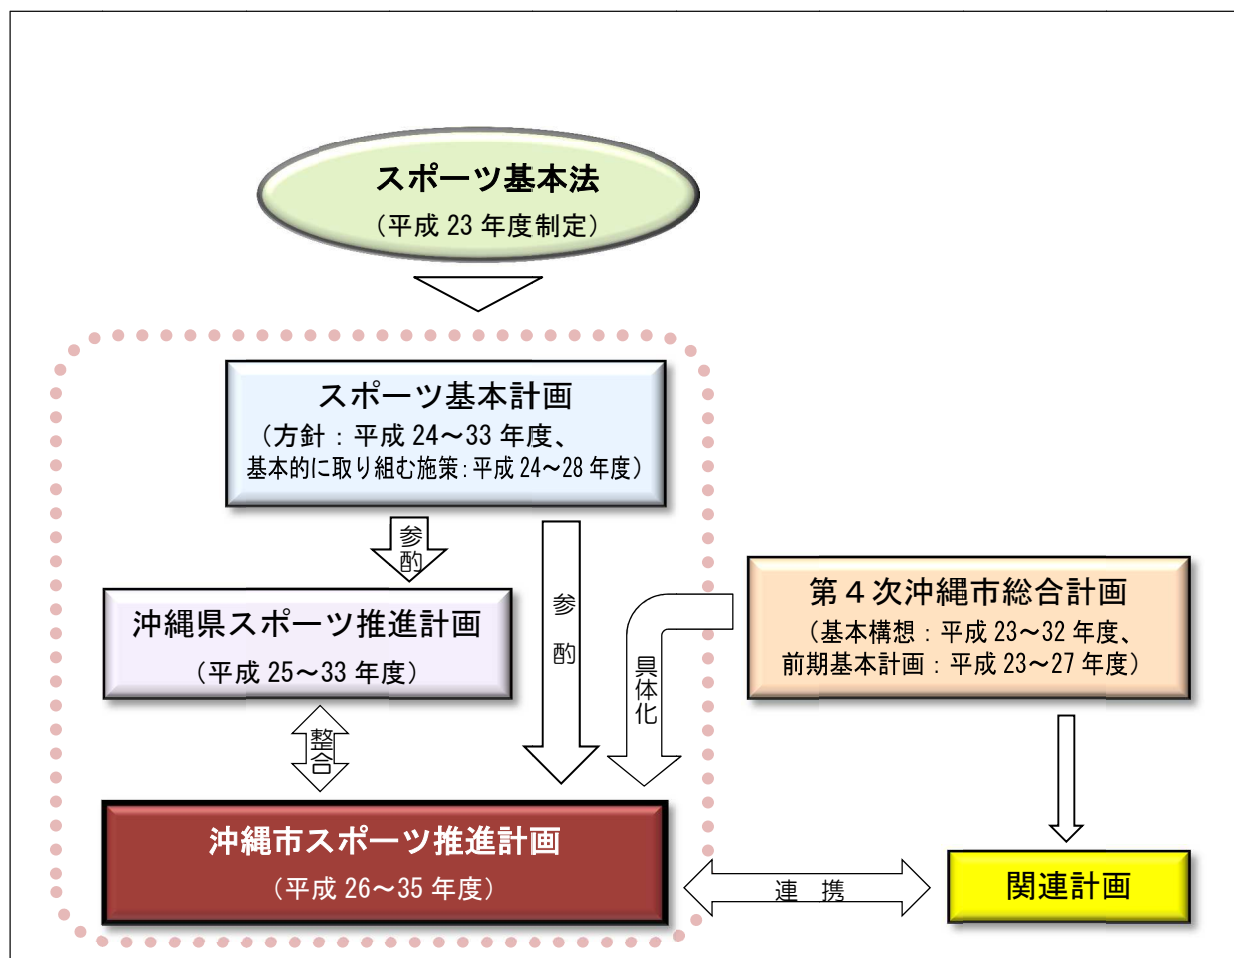 スポーツ基本法
（平成 23 年度制定）
スポーツ基本計画
（方針：平成 24～33 年度、
基本的に取り組む施策：平成 24～28 年度）
参酌
参酌
沖縄県スポーツ推進計画
（平成 25～33 年度）
第４次沖縄市総合計画
（基本構想：平成 23～32 年度、
前期基本計画：平成 23～27 年度）
具体化
整合
沖縄市スポーツ推進計画
（平成 26～35 年度）
連携
関連計画